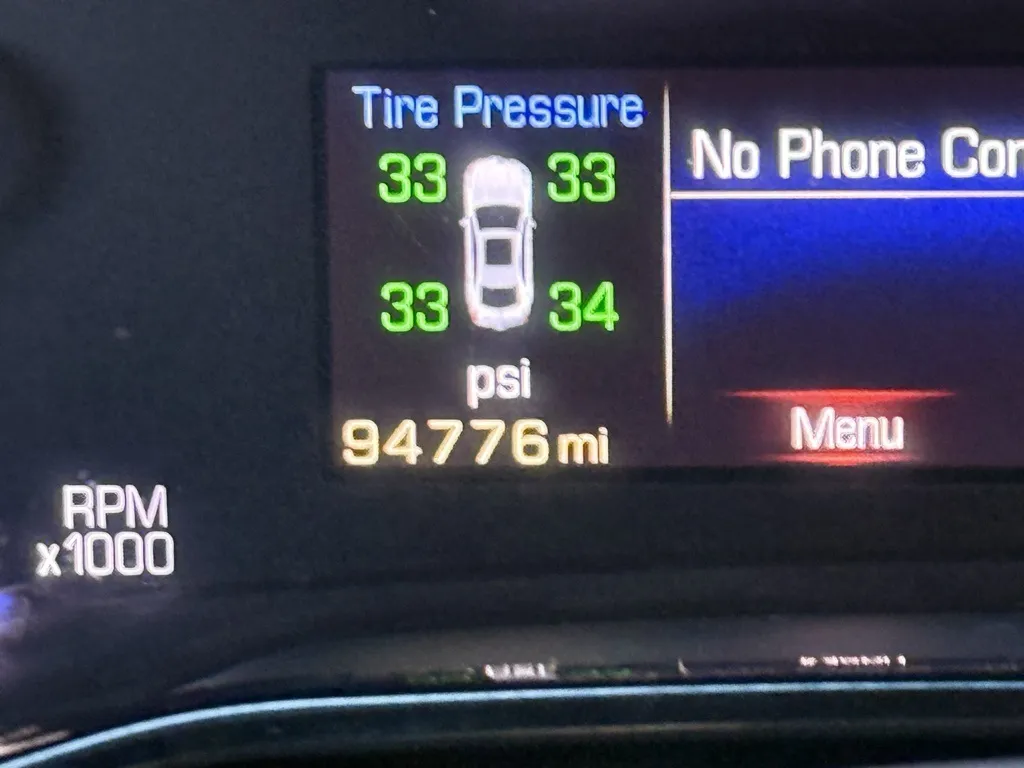 Tire Pressure
33 33
33 34
psi
94776 mi
No Phone Con
Menu
RPM
x1000